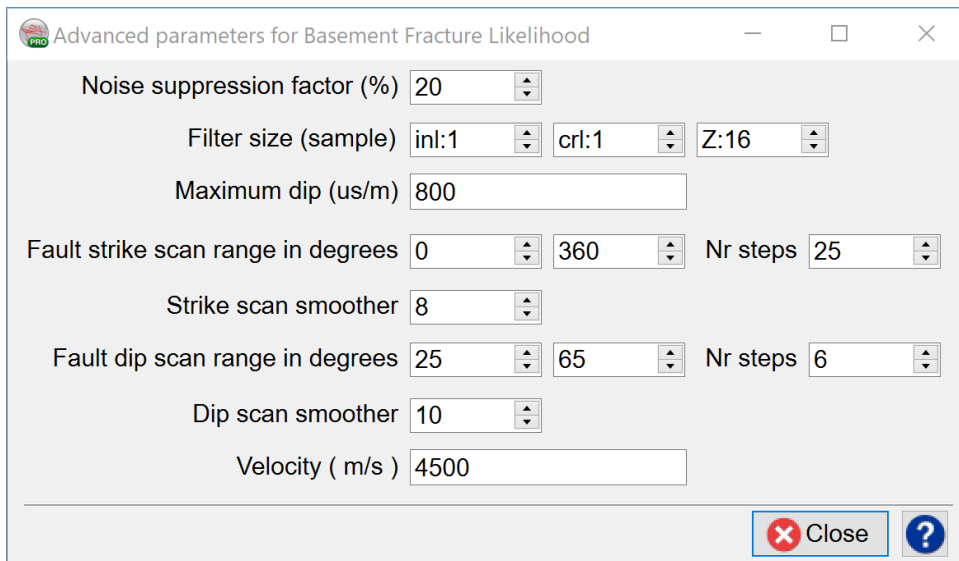 PRO Advanced parameters for Basement Fracture Likelihood
Noise suppression factor (%) 20
Filter size (sample) inl:1 crl:1 Z:16
Maximum dip (us/m) 800
Fault strike scan range in degrees 0 360 Nr steps 25
Strike scan smoother 8
Fault dip scan range in degrees 25 65 Nr steps 6
Dip scan smoother 10
Velocity ( m/s ) 4500
Close ?